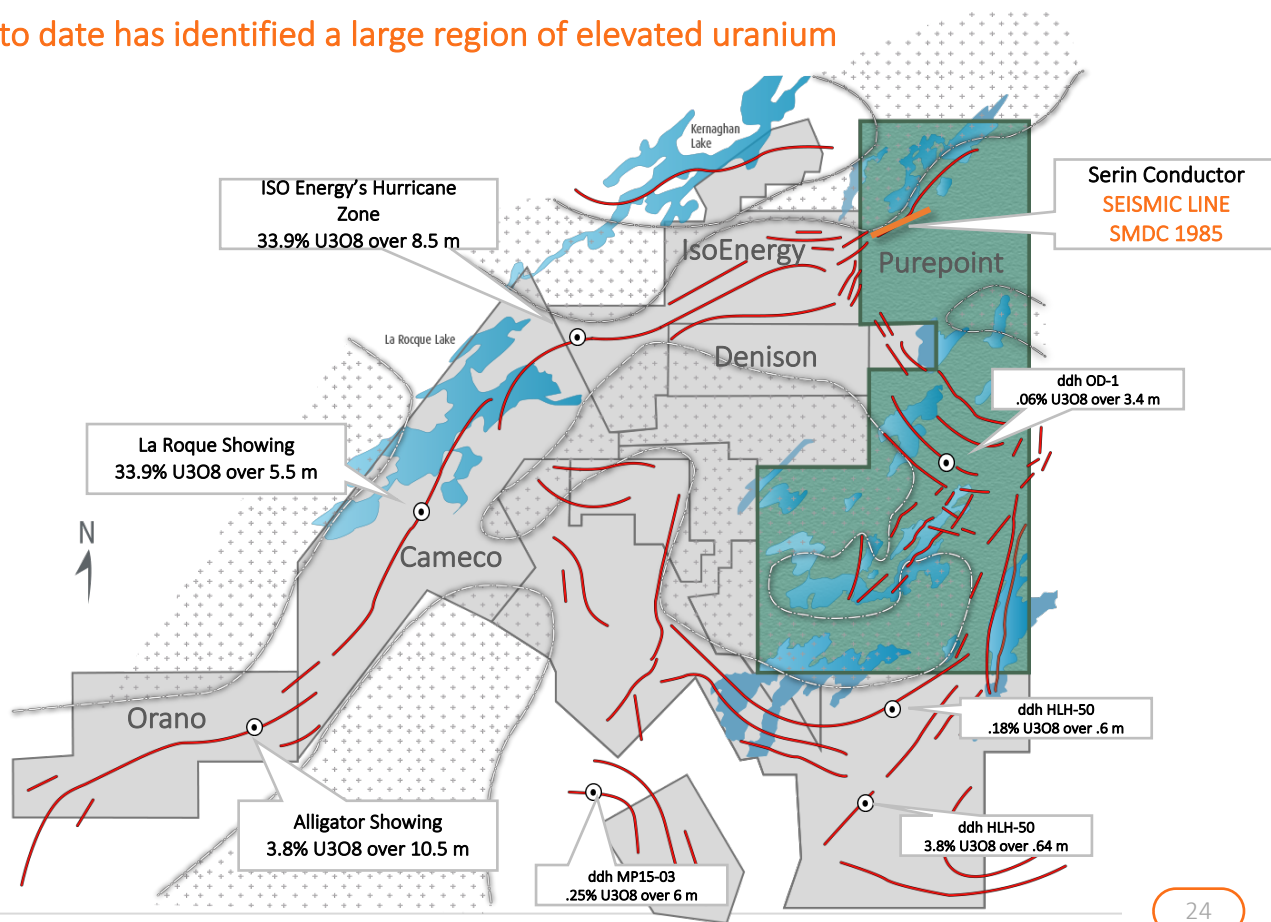 to date has identified a large region of elevated uranium
Kernaghan
Lake
ISO Energy's Hurricane
Zone
33.9% U3O8 over 8.5 m
Serin Conductor
SEISMIC LINE
SMDC 1985
IsoEnergy
Purepoint
La Rocque Lake
Denison
ddh OD-1
.06% U3O8 over 3.4 m
La Roque Showing
33.9% U3O8 over 5.5 m
N
Cameco
Orano
ddh HLH-50
.18% U3O8 over .6 m
Alligator Showing
3.8% U3O8 over 10.5 m
ddh HLH-50
3.8% U3O8 over .64 m
ddh MP15-03
.25% U3O8 over 6 m
24